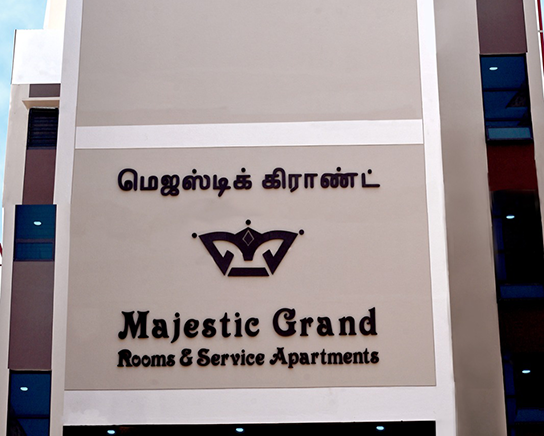 மெஜஸ்டிக் கிராண்ட்
Majestic Grand
Rooms & Service Apartments